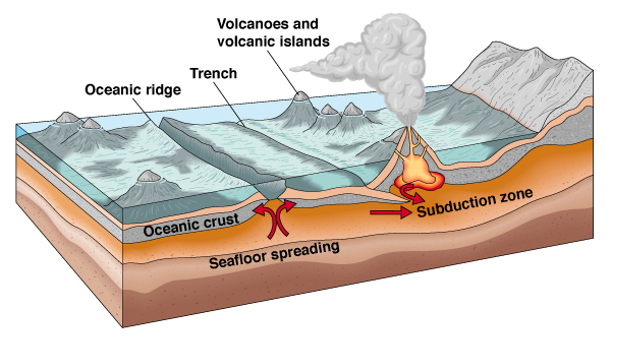 Volcanoes and
volcanic islands
Trench
Oceanic ridge
Oceanic crust
Seafloor spreading
Subduction zone